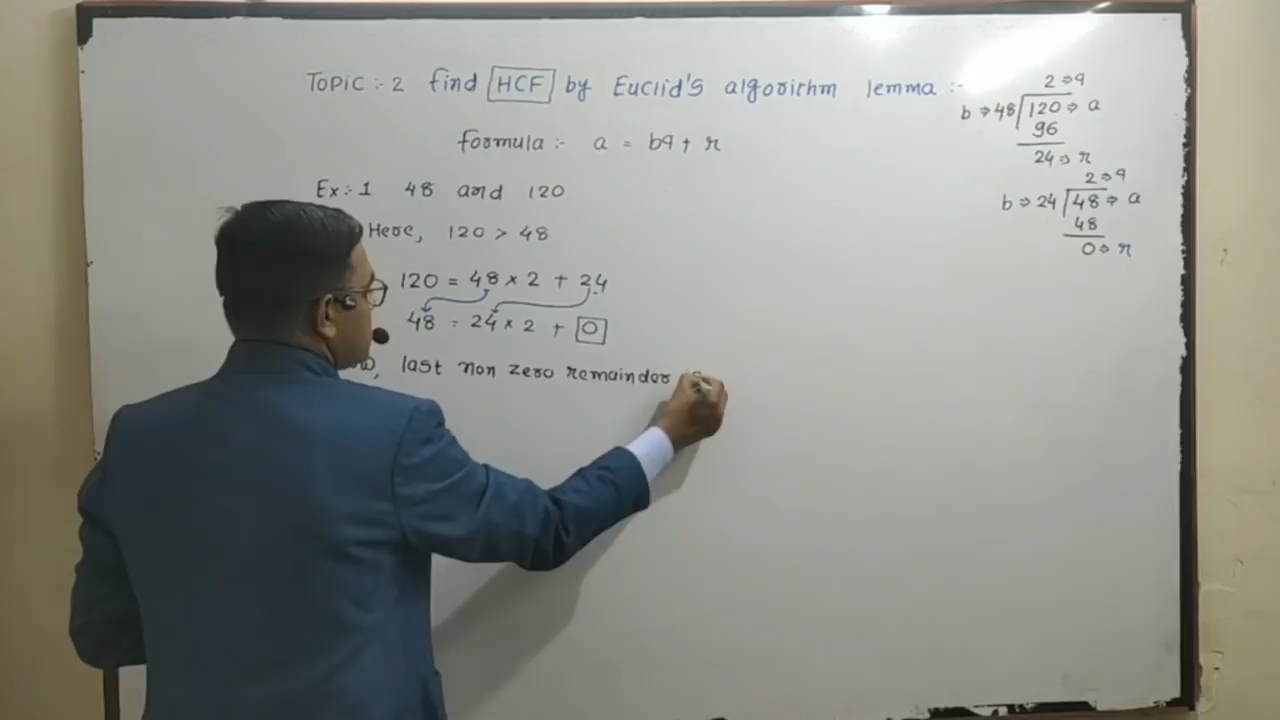 TOPIC :- 2 find HCF by Euclid's algorithm lemma :-
formula :- a = bq + r
Ex :- 1 48 and 120
Here, 120 > 48
120 = 48 × 2 + 24
48 = 24 × 2 + 0
last non zero remainder
2 ⇒ q
b ⇒ 48 120 ⇒ a
96
24 ⇒ r
2 ⇒ q
b ⇒ 24 48 ⇒ a
48
0 ⇒ r